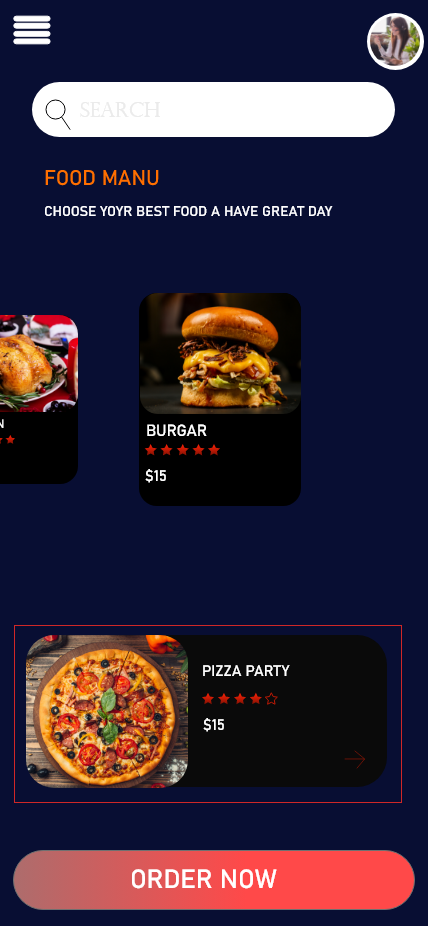 SEARCH
FOOD MANU
CHOOSE YOYR BEST FOOD A HAVE GREAT DAY
N
BURGAR
$15
PIZZA PARTY
$15
ORDER NOW